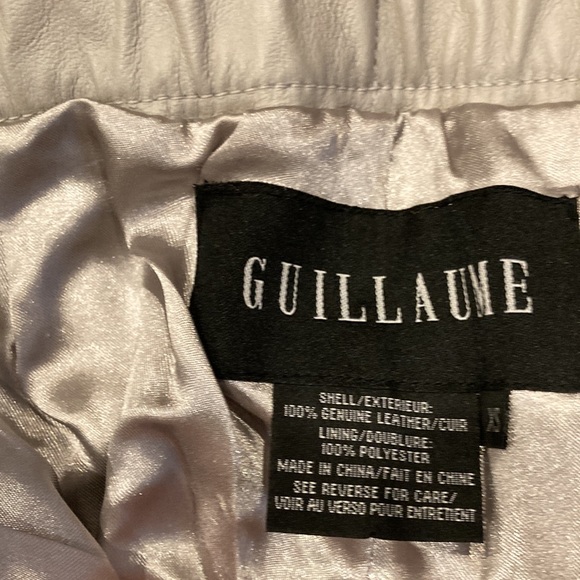 GUILLAUME
SHELL/EXTERIEUR:
100% GENUINE LEATHER/CUIR
LINING/DOUBLURE:
100% POLYESTER
MADE IN CHINA/FAIT EN CHINE
SEE REVERSE FOR CARE/
VOIR AU VERSO POUR ENTRETIENT